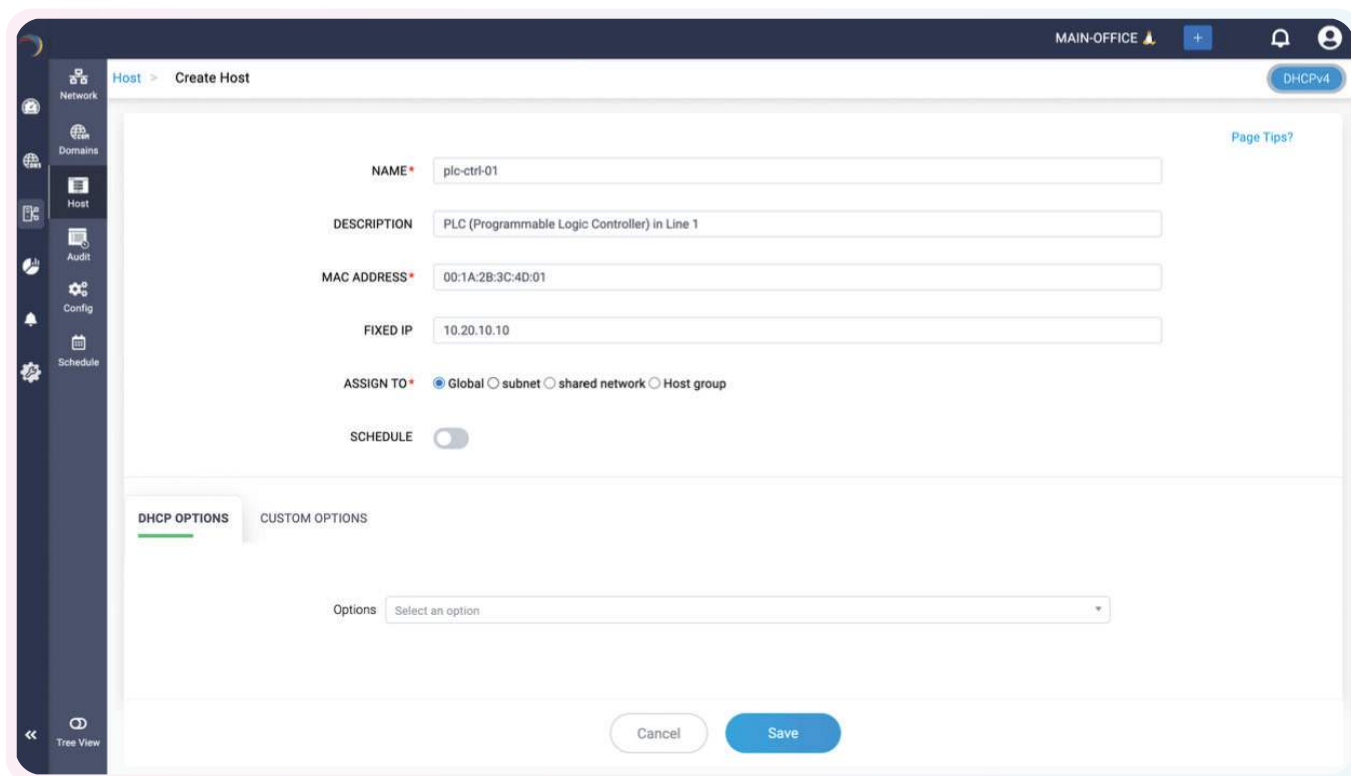 MAIN-OFFICE
+
Host > Create Host
DHCPv4
Network
Domains
Host
Audit
Config
Schedule
Page Tips?
NAME* plc-ctrl-01
DESCRIPTION PLC (Programmable Logic Controller) in Line 1
MAC ADDRESS* 00:1A:2B:3C:4D:01
FIXED IP 10.20.10.10
ASSIGN TO* Global subnet shared network Host group
SCHEDULE
DHCP OPTIONS CUSTOM OPTIONS
Options Select an option
Cancel Save
«
Tree View